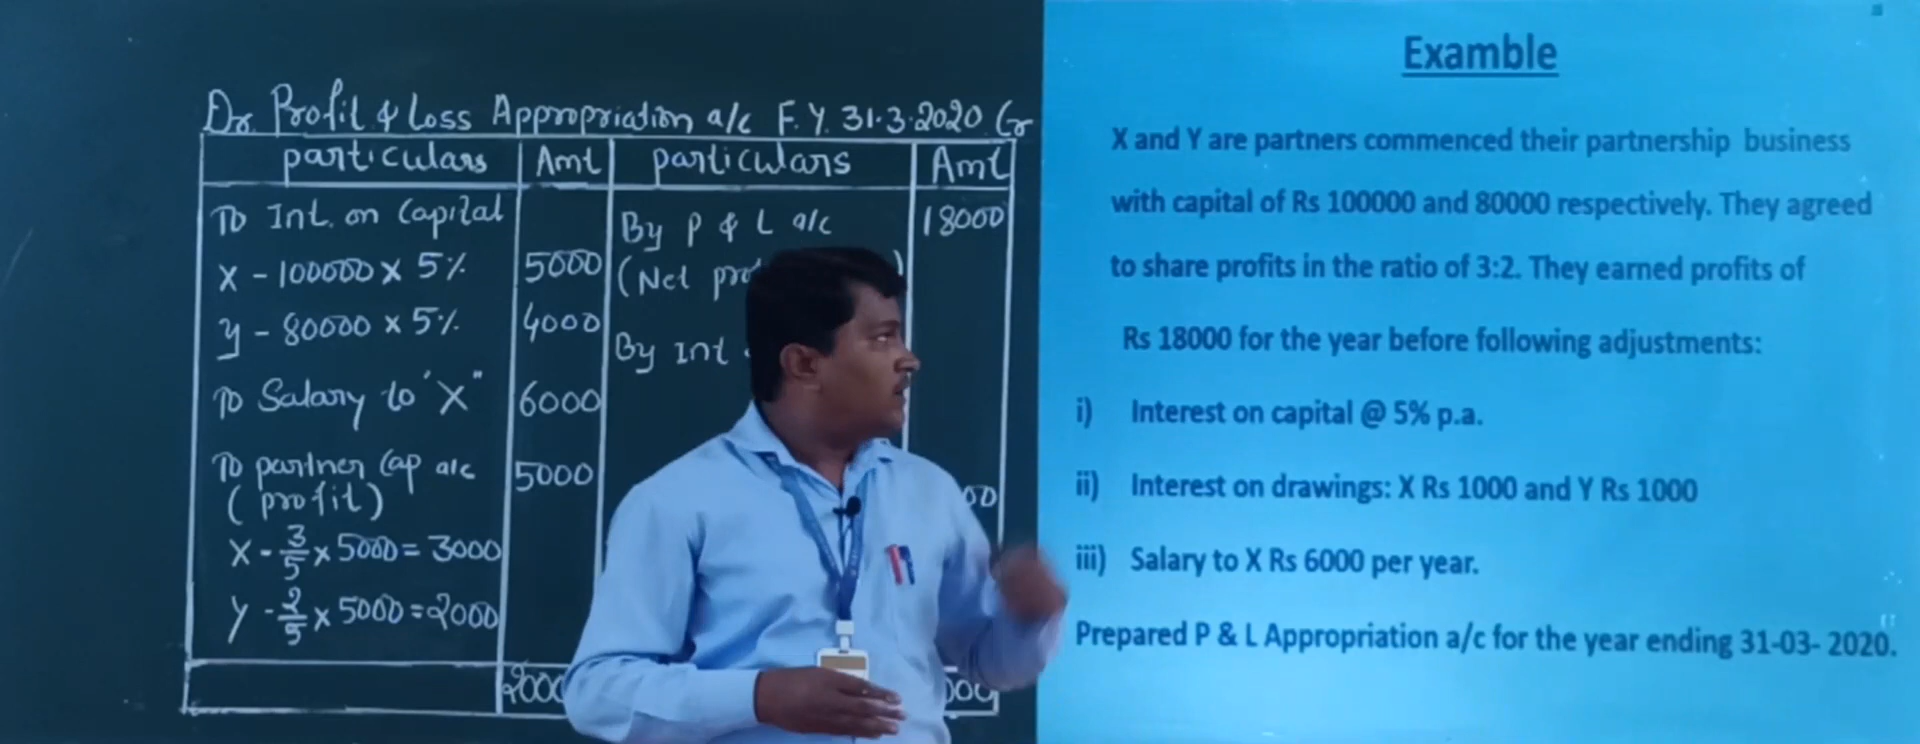 Dr. Profit & Loss Appropriation a/c F.Y. 31.3.2020 Cr
particulars Amt particulars Amt
To Int. on Capital
X - 100000 x 5% 5000
y - 80000 x 5% 4000
To Salary to "X" 6000
To partner Cap a/c 5000
(profit)
X - 3/5 x 5000 = 3000
Y - 2/5 x 5000 = 2000
By P & L a/c 18000
(Net
By Int
Examble
X and Y are partners commenced their partnership business
with capital of Rs 100000 and 80000 respectively. They agreed
to share profits in the ratio of 3:2. They earned profits of
Rs 18000 for the year before following adjustments:
i) Interest on capital @ 5% p.a.
ii) Interest on drawings: X Rs 1000 and Y Rs 1000
iii) Salary to X Rs 6000 per year.
Prepared P & L Appropriation a/c for the year ending 31-03- 2020.